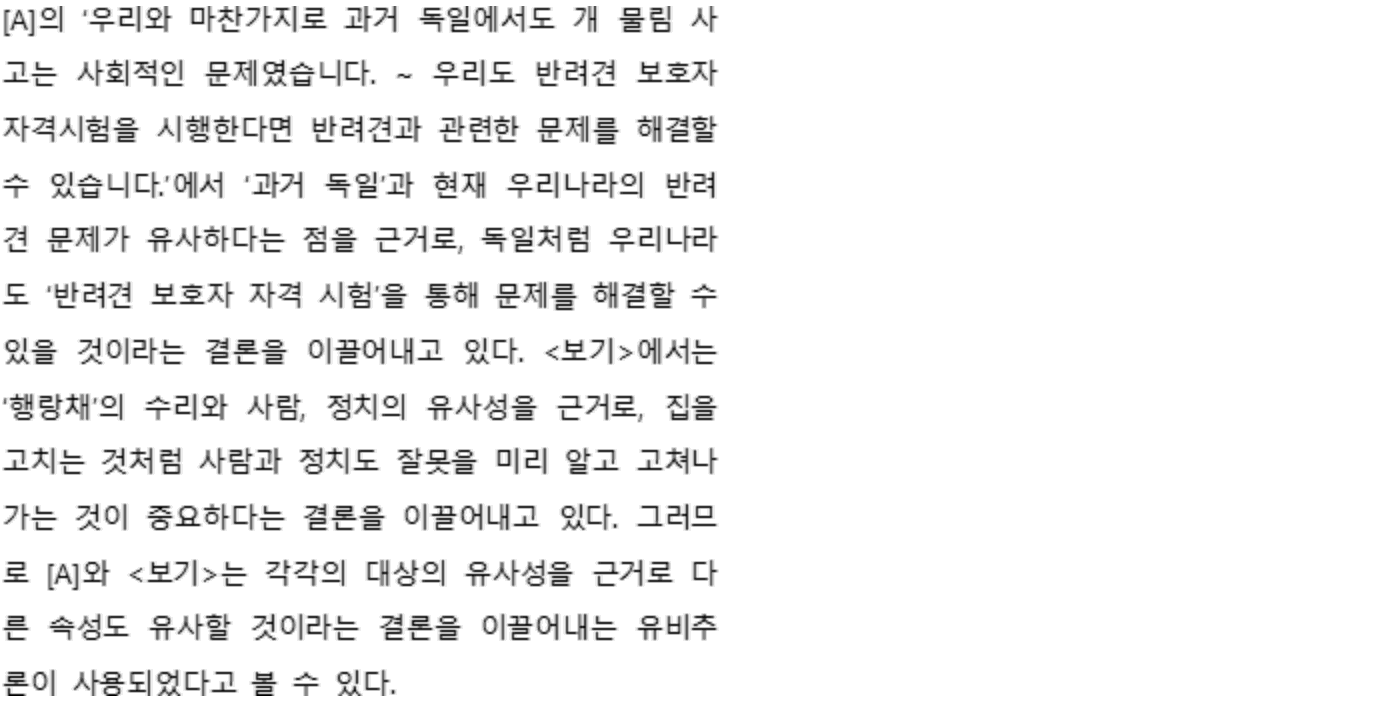 [A]의 ‘우리와 마찬가지로 과거 독일에서도 개 물림 사
고는 사회적인 문제였습니다. ~ 우리도 반려견 보호자
자격시험을 시행한다면 반려견과 관련한 문제를 해결할
수 있습니다.’에서 ‘과거 독일’과 현재 우리나라의 반려
견 문제가 유사하다는 점을 근거로, 독일처럼 우리나라
도 ‘반려견 보호자 자격 시험’을 통해 문제를 해결할 수
있을 것이라는 결론을 이끌어내고 있다. <보기>에서는
‘행랑채’의 수리와 사람, 정치의 유사성을 근거로, 집을
고치는 것처럼 사람과 정치도 잘못을 미리 알고 고쳐나
가는 것이 중요하다는 결론을 이끌어내고 있다. 그러므
로 [A]와 <보기>는 각각의 대상의 유사성을 근거로 다
른 속성도 유사할 것이라는 결론을 이끌어내는 유비추
론이 사용되었다고 볼 수 있다.